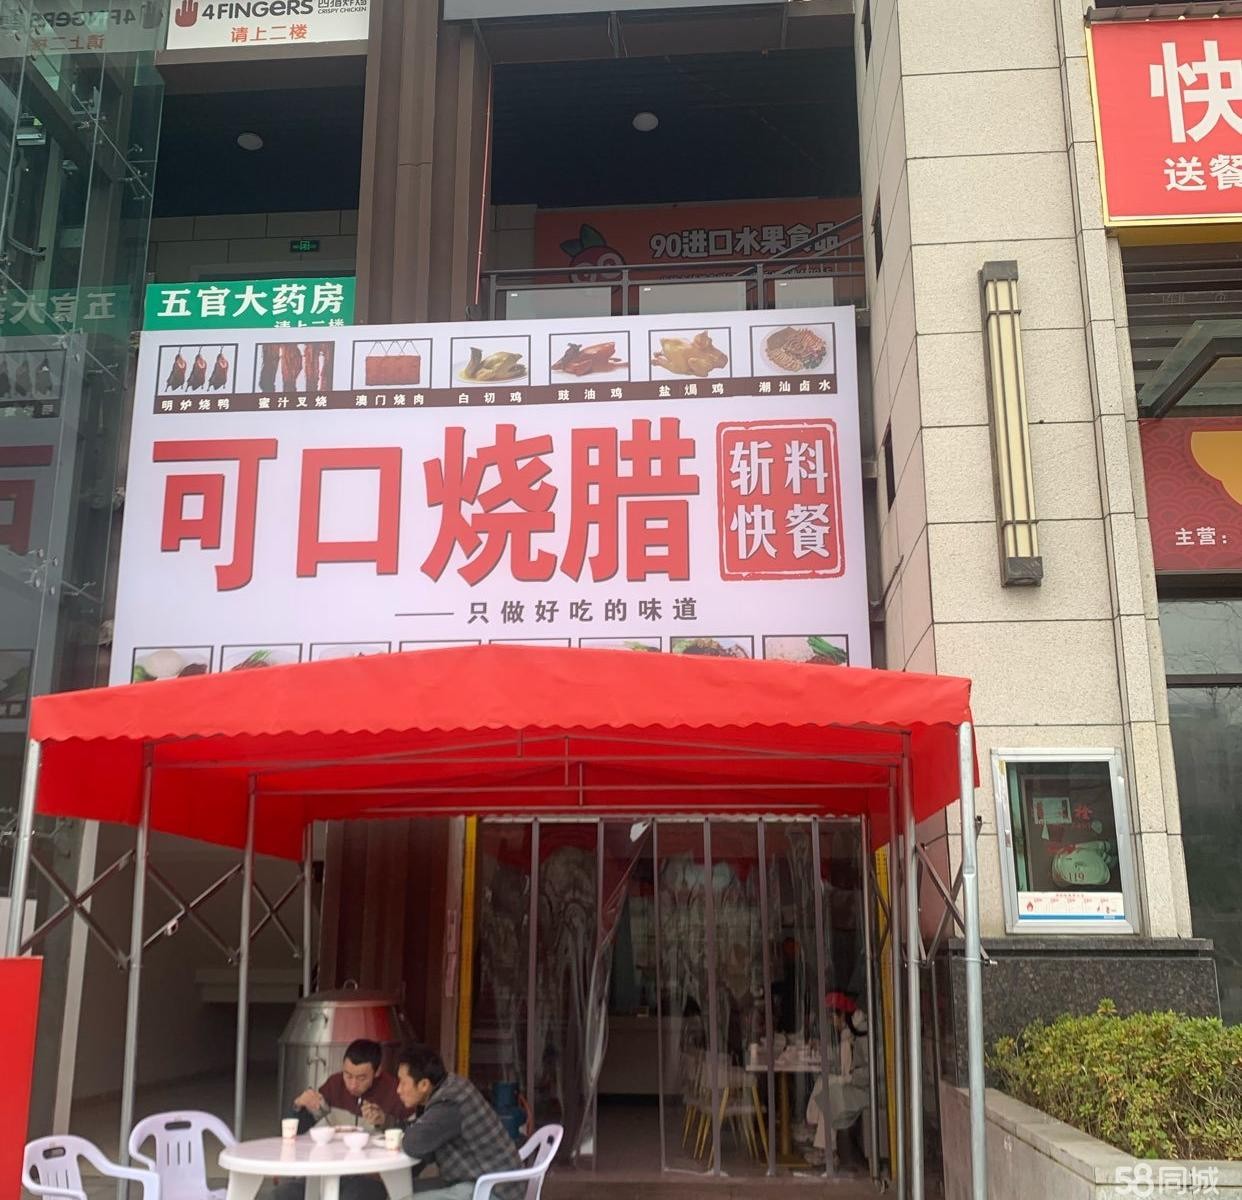 4FINGERS 四指炸鸡
CRISPY CHICKEN
请上二楼
请上二楼
快
送餐
90进口水果食品
五官大药房
请上二楼
明炉烧鸭 蜜汁叉烧 澳门烧肉 白切鸡 豉油鸡 盐焗鸡 潮汕卤水
可口烧腊
斩料
快餐
——只做好吃的味道
主营：
119
58同城